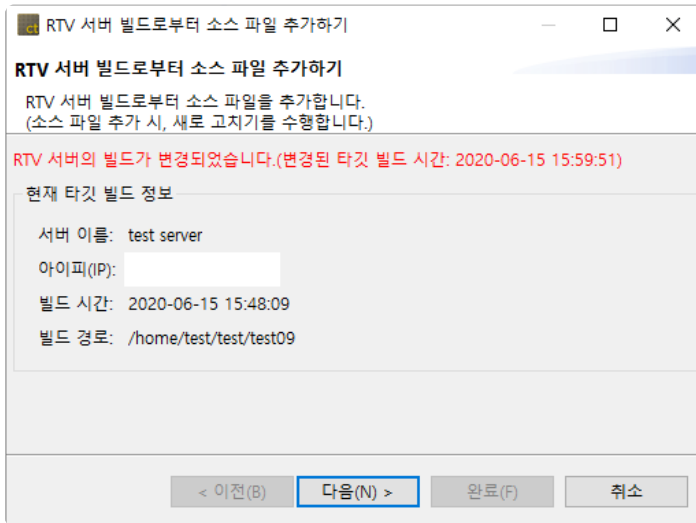 ct RTV 서버 빌드로부터 소스 파일 추가하기
RTV 서버 빌드로부터 소스 파일 추가하기
RTV 서버 빌드로부터 소스 파일을 추가합니다.
(소스 파일 추가 시, 새로 고치기를 수행합니다.)
RTV 서버의 빌드가 변경되었습니다.(변경된 타깃 빌드 시간: 2020-06-15 15:59:51)
현재 타깃 빌드 정보
서버 이름: test server
아이피(IP):
빌드 시간: 2020-06-15 15:48:09
빌드 경로: /home/test/test/test09
< 이전(B) 다음(N) > 완료(F) 취소